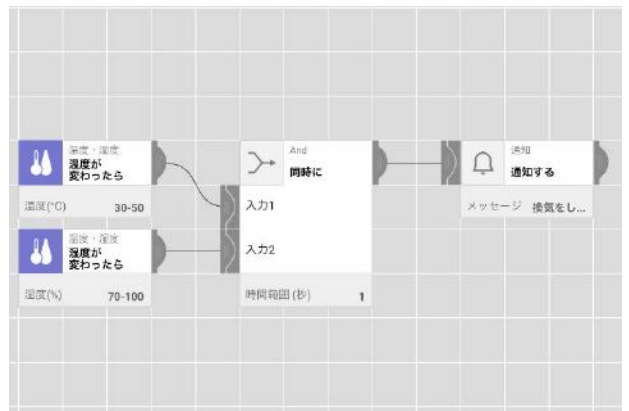 温度・湿度
温度が
変わったら
温度(°C) 30-50
温度・湿度
湿度が
変わったら
湿度(%) 70-100
And
同時に
入力1
入力2
時間範囲 (秒) 1
通知
通知する
メッセージ 換気をし...